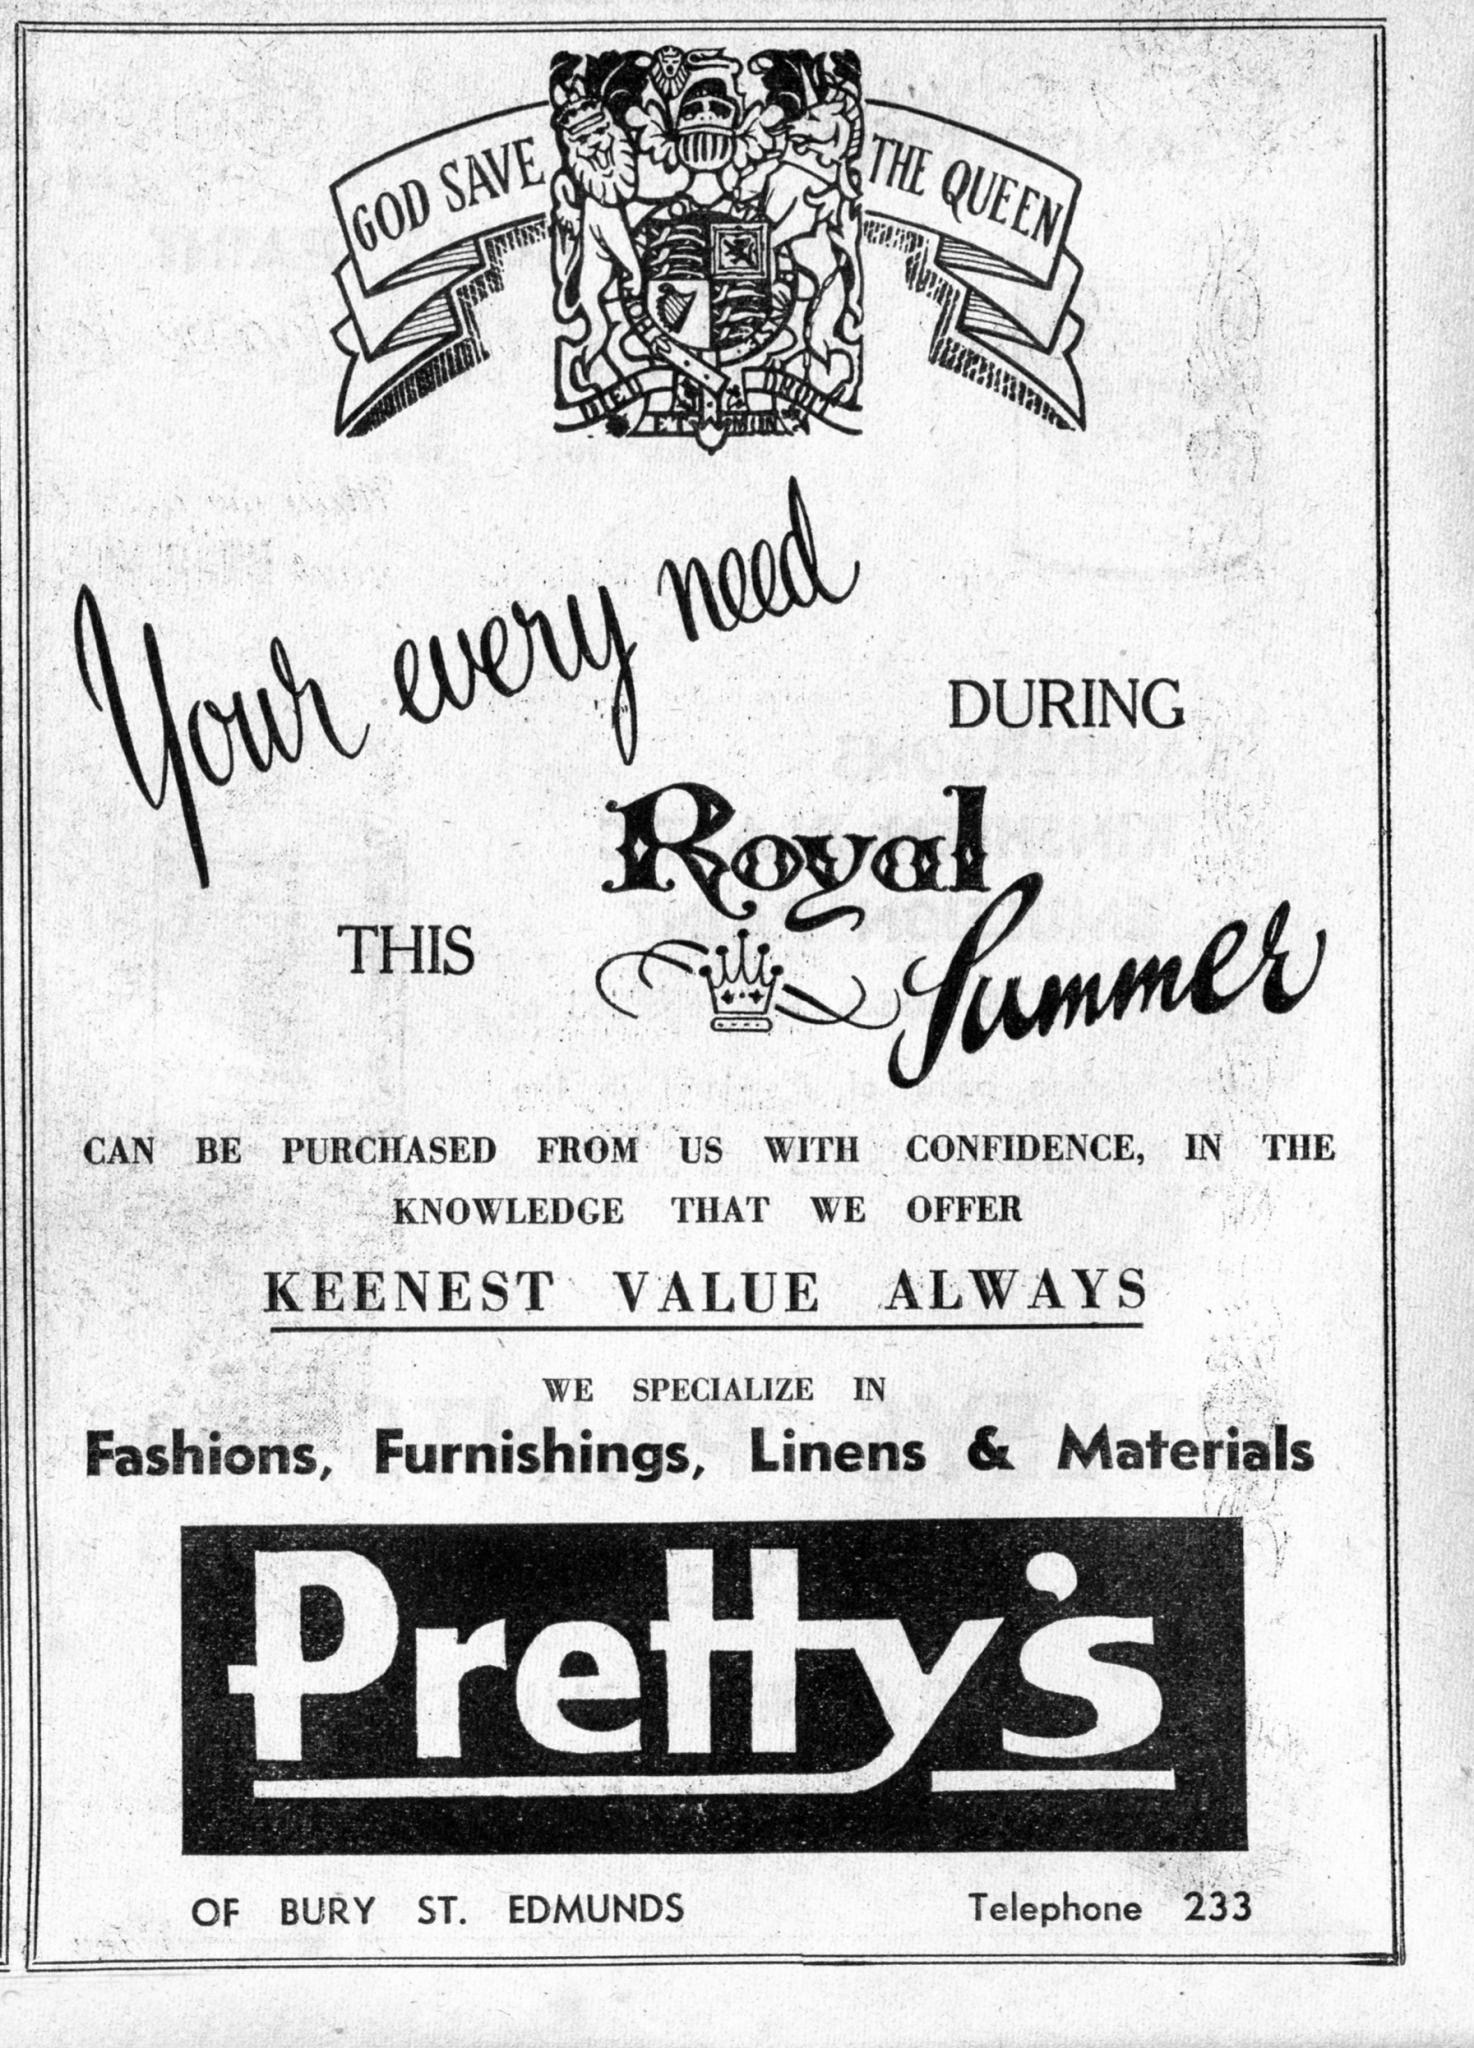 GOD SAVE THE QUEEN
DIEU ET MON DROIT
Your every need
DURING
THIS
Royal
Summer
CAN BE PURCHASED FROM US WITH CONFIDENCE, IN THE
KNOWLEDGE THAT WE OFFER
KEENEST VALUE ALWAYS
WE SPECIALIZE IN
Fashions, Furnishings, Linens & Materials
Pretty's
OF BURY ST. EDMUNDS Telephone 233